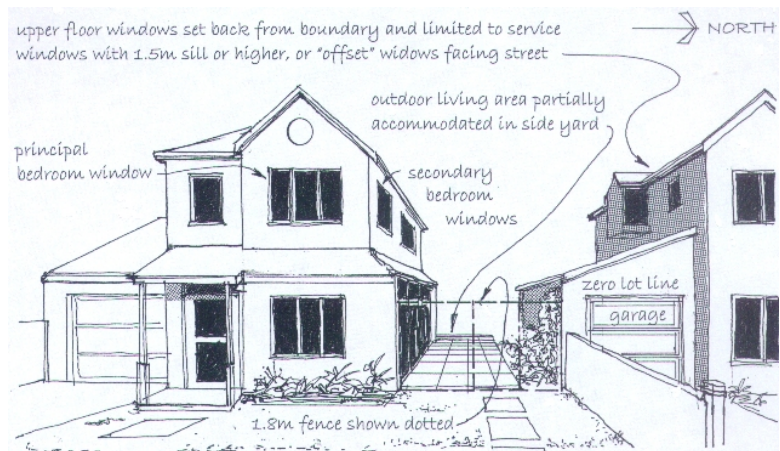 upper floor windows set back from boundary and limited to service
windows with 1.5m sill or higher, or "offset" widows facing street
NORTH
outdoor living area partially
accommodated in side yard
principal
bedroom window
secondary
bedroom
windows
zero lot line
garage
1.8m fence shown dotted